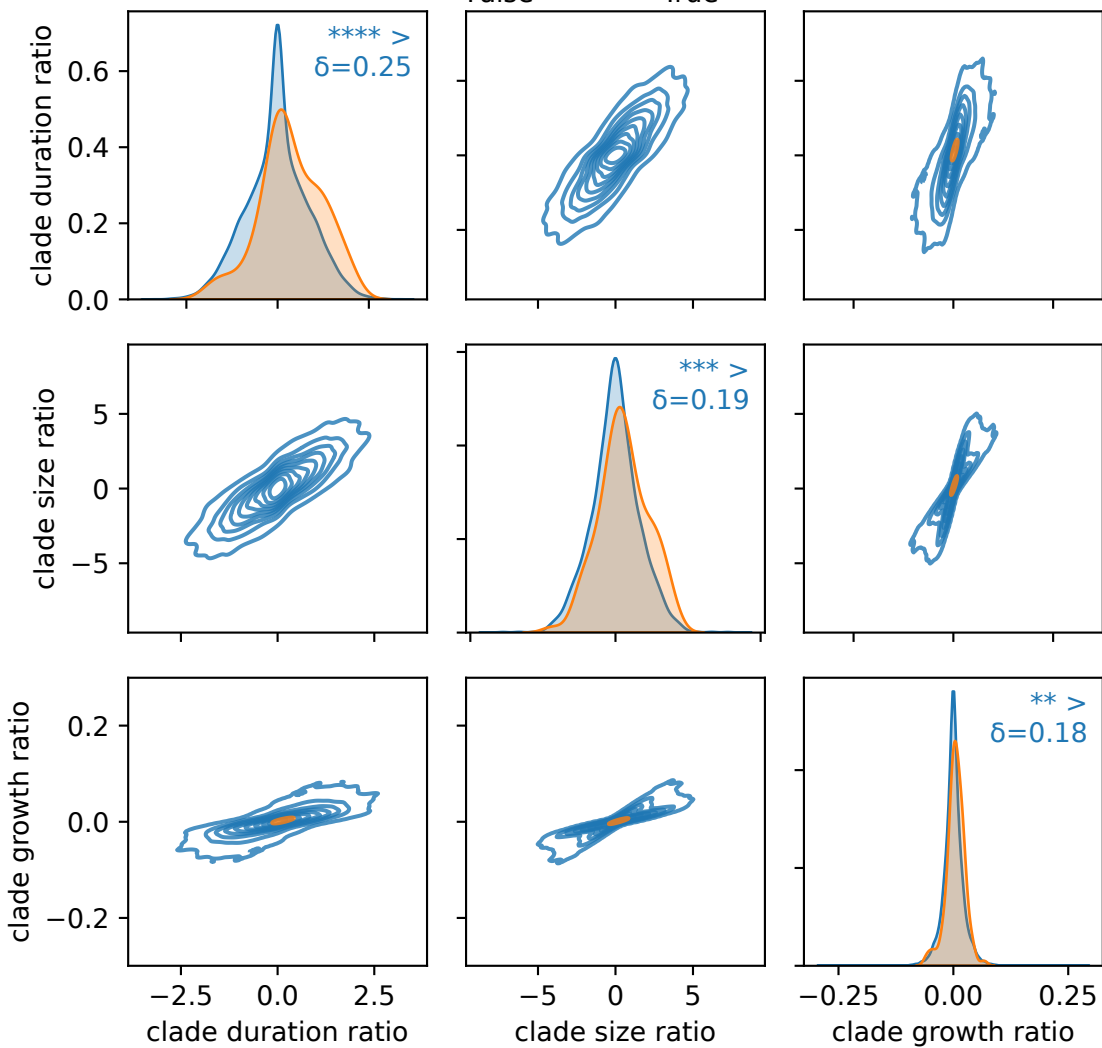 clade duration ratio
0.6
0.4
0.2
0.0
**** >
δ=0.25
clade size ratio
5
0
−5
*** >
δ=0.19
clade growth ratio
0.2
0.0
−0.2
** >
δ=0.18
−2.5 0.0 2.5
−5 0 5
−0.25 0.00 0.25
clade duration ratio
clade size ratio
clade growth ratio